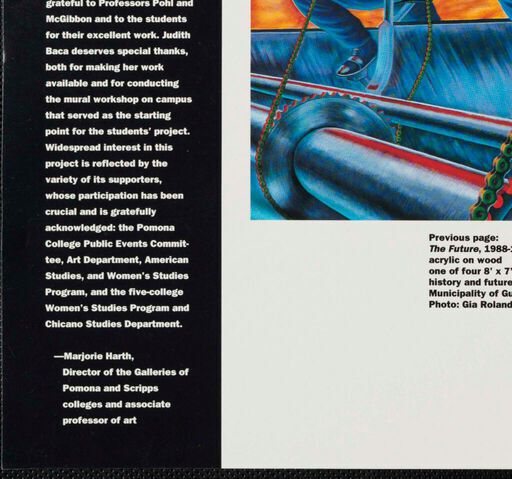 grateful to Professors Pohl and
McGibbon and to the students
for their excellent work. Judith
Baca deserves special thanks,
both for making her work
available and for conducting
the mural workshop on campus
that served as the starting
point for the students' project.
Widespread interest in this
project is reflected by the
variety of its supporters,
whose participation has been
crucial and is gratefully
acknowledged: the Pomona
College Public Events Commit-
tee, Art Department, American
Studies, and Women's Studies
Program, and the five-college
Women's Studies Program and
Chicano Studies Department.
—Marjorie Harth,
Director of the Galleries of
Pomona and Scripps
colleges and associate
professor of art
Previous page:
The Future, 1988-
acrylic on wood
one of four 8' x 7'
history and future
Municipality of Gu
Photo: Gia Roland